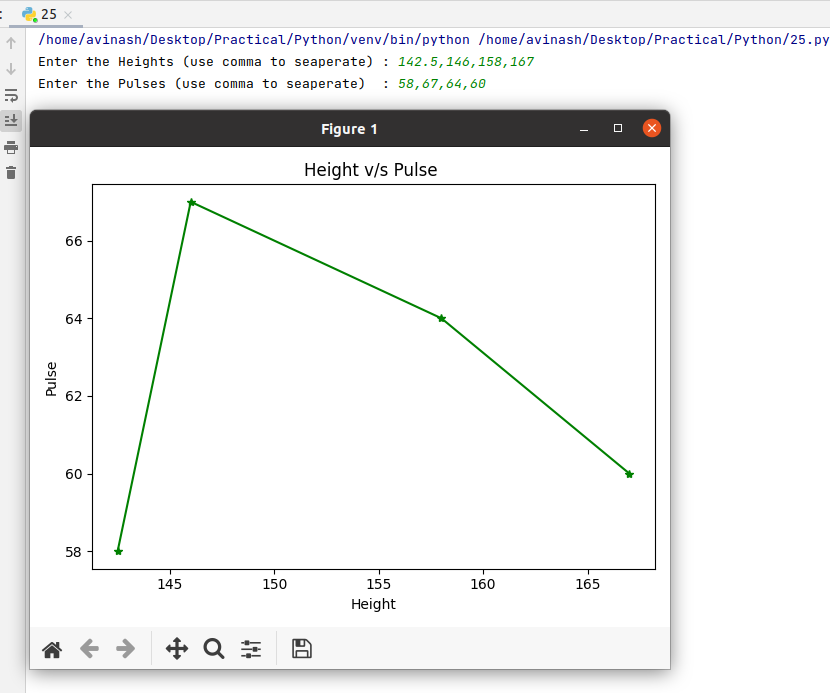 : 25
/home/avinash/Desktop/Practical/Python/venv/bin/python /home/avinash/Desktop/Practical/Python/25.py
Enter the Heights (use comma to seaperate) : 142.5,146,158,167
Enter the Pulses (use comma to seaperate)  : 58,67,64,60
Figure 1
Height v/s Pulse
66
64
62
60
58
Pulse
145 150 155 160 165
Height